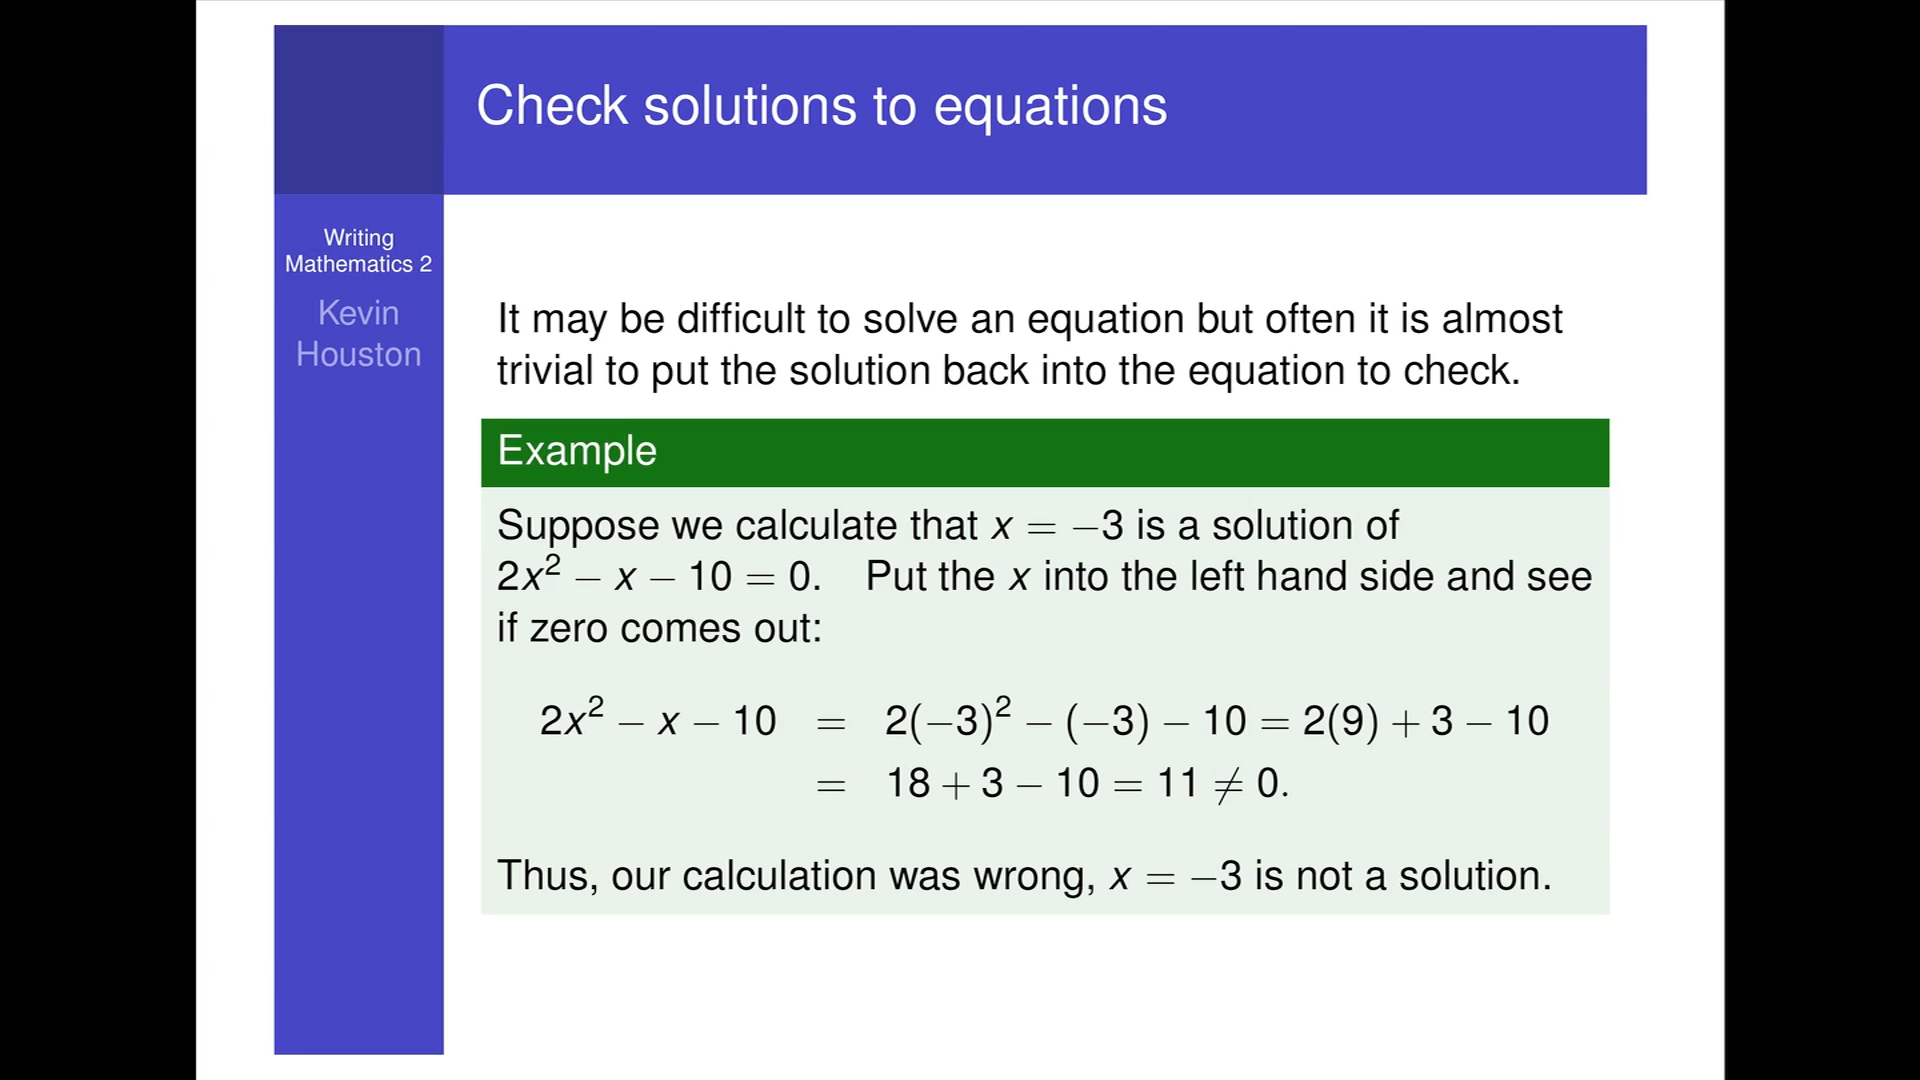 Check solutions to equations
Writing
Mathematics 2
Kevin
Houston
It may be difficult to solve an equation but often it is almost
trivial to put the solution back into the equation to check.
Example
Suppose we calculate that x = −3 is a solution of
2x² − x − 10 = 0. Put the x into the left hand side and see
if zero comes out:
2x² − x − 10 = 2(−3)² − (−3) − 10 = 2(9) + 3 − 10
= 18 + 3 − 10 = 11 ≠ 0.
Thus, our calculation was wrong, x = −3 is not a solution.